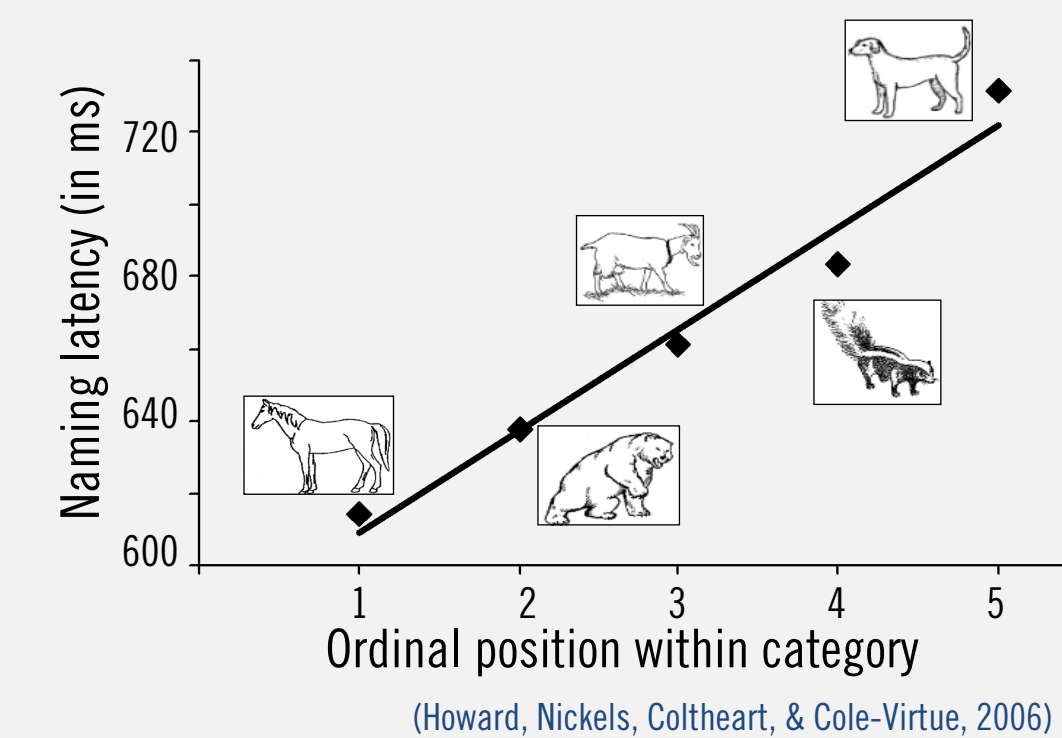 Naming latency (in ms)
720
680
640
600
1 2 3 4 5
Ordinal position within category
(Howard, Nickels, Coltheart, & Cole-Virtue, 2006)